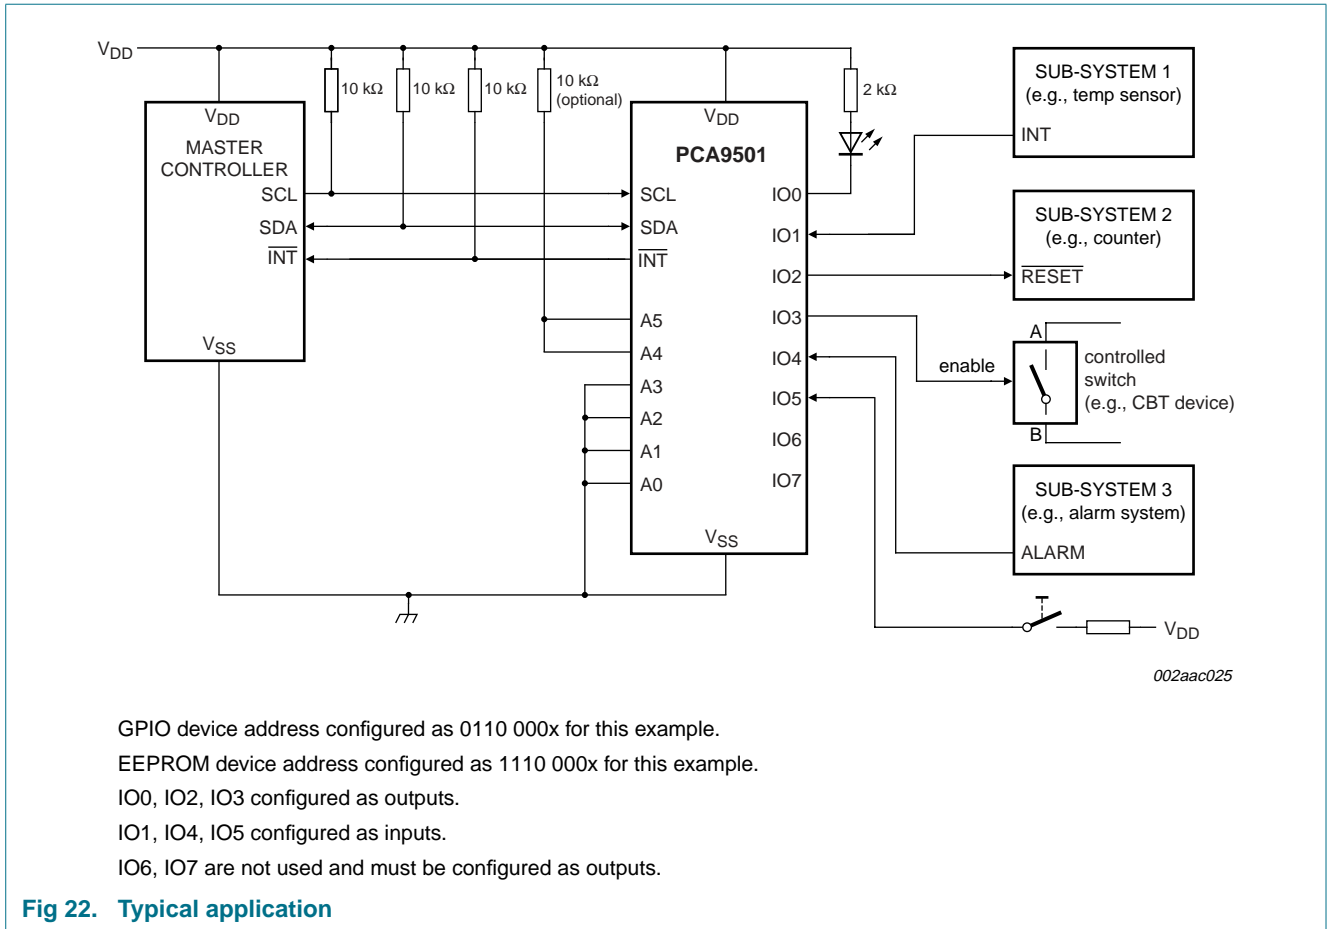 VDD
10 kΩ
10 kΩ
10 kΩ
10 kΩ
(optional)
2 kΩ
VDD
MASTER
CONTROLLER
SCL
SDA
INT
VSS
VDD
PCA9501
SCL
SDA
INT
A5
A4
A3
A2
A1
A0
IO0
IO1
IO2
IO3
IO4
IO5
IO6
IO7
VSS
SUB-SYSTEM 1
(e.g., temp sensor)
INT
SUB-SYSTEM 2
(e.g., counter)
RESET
A
enable
controlled
switch
(e.g., CBT device)
B
SUB-SYSTEM 3
(e.g., alarm system)
ALARM
VDD
002aac025
GPIO device address configured as 0110 000x for this example.
EEPROM device address configured as 1110 000x for this example.
IO0, IO2, IO3 configured as outputs.
IO1, IO4, IO5 configured as inputs.
IO6, IO7 are not used and must be configured as outputs.
Fig 22. Typical application